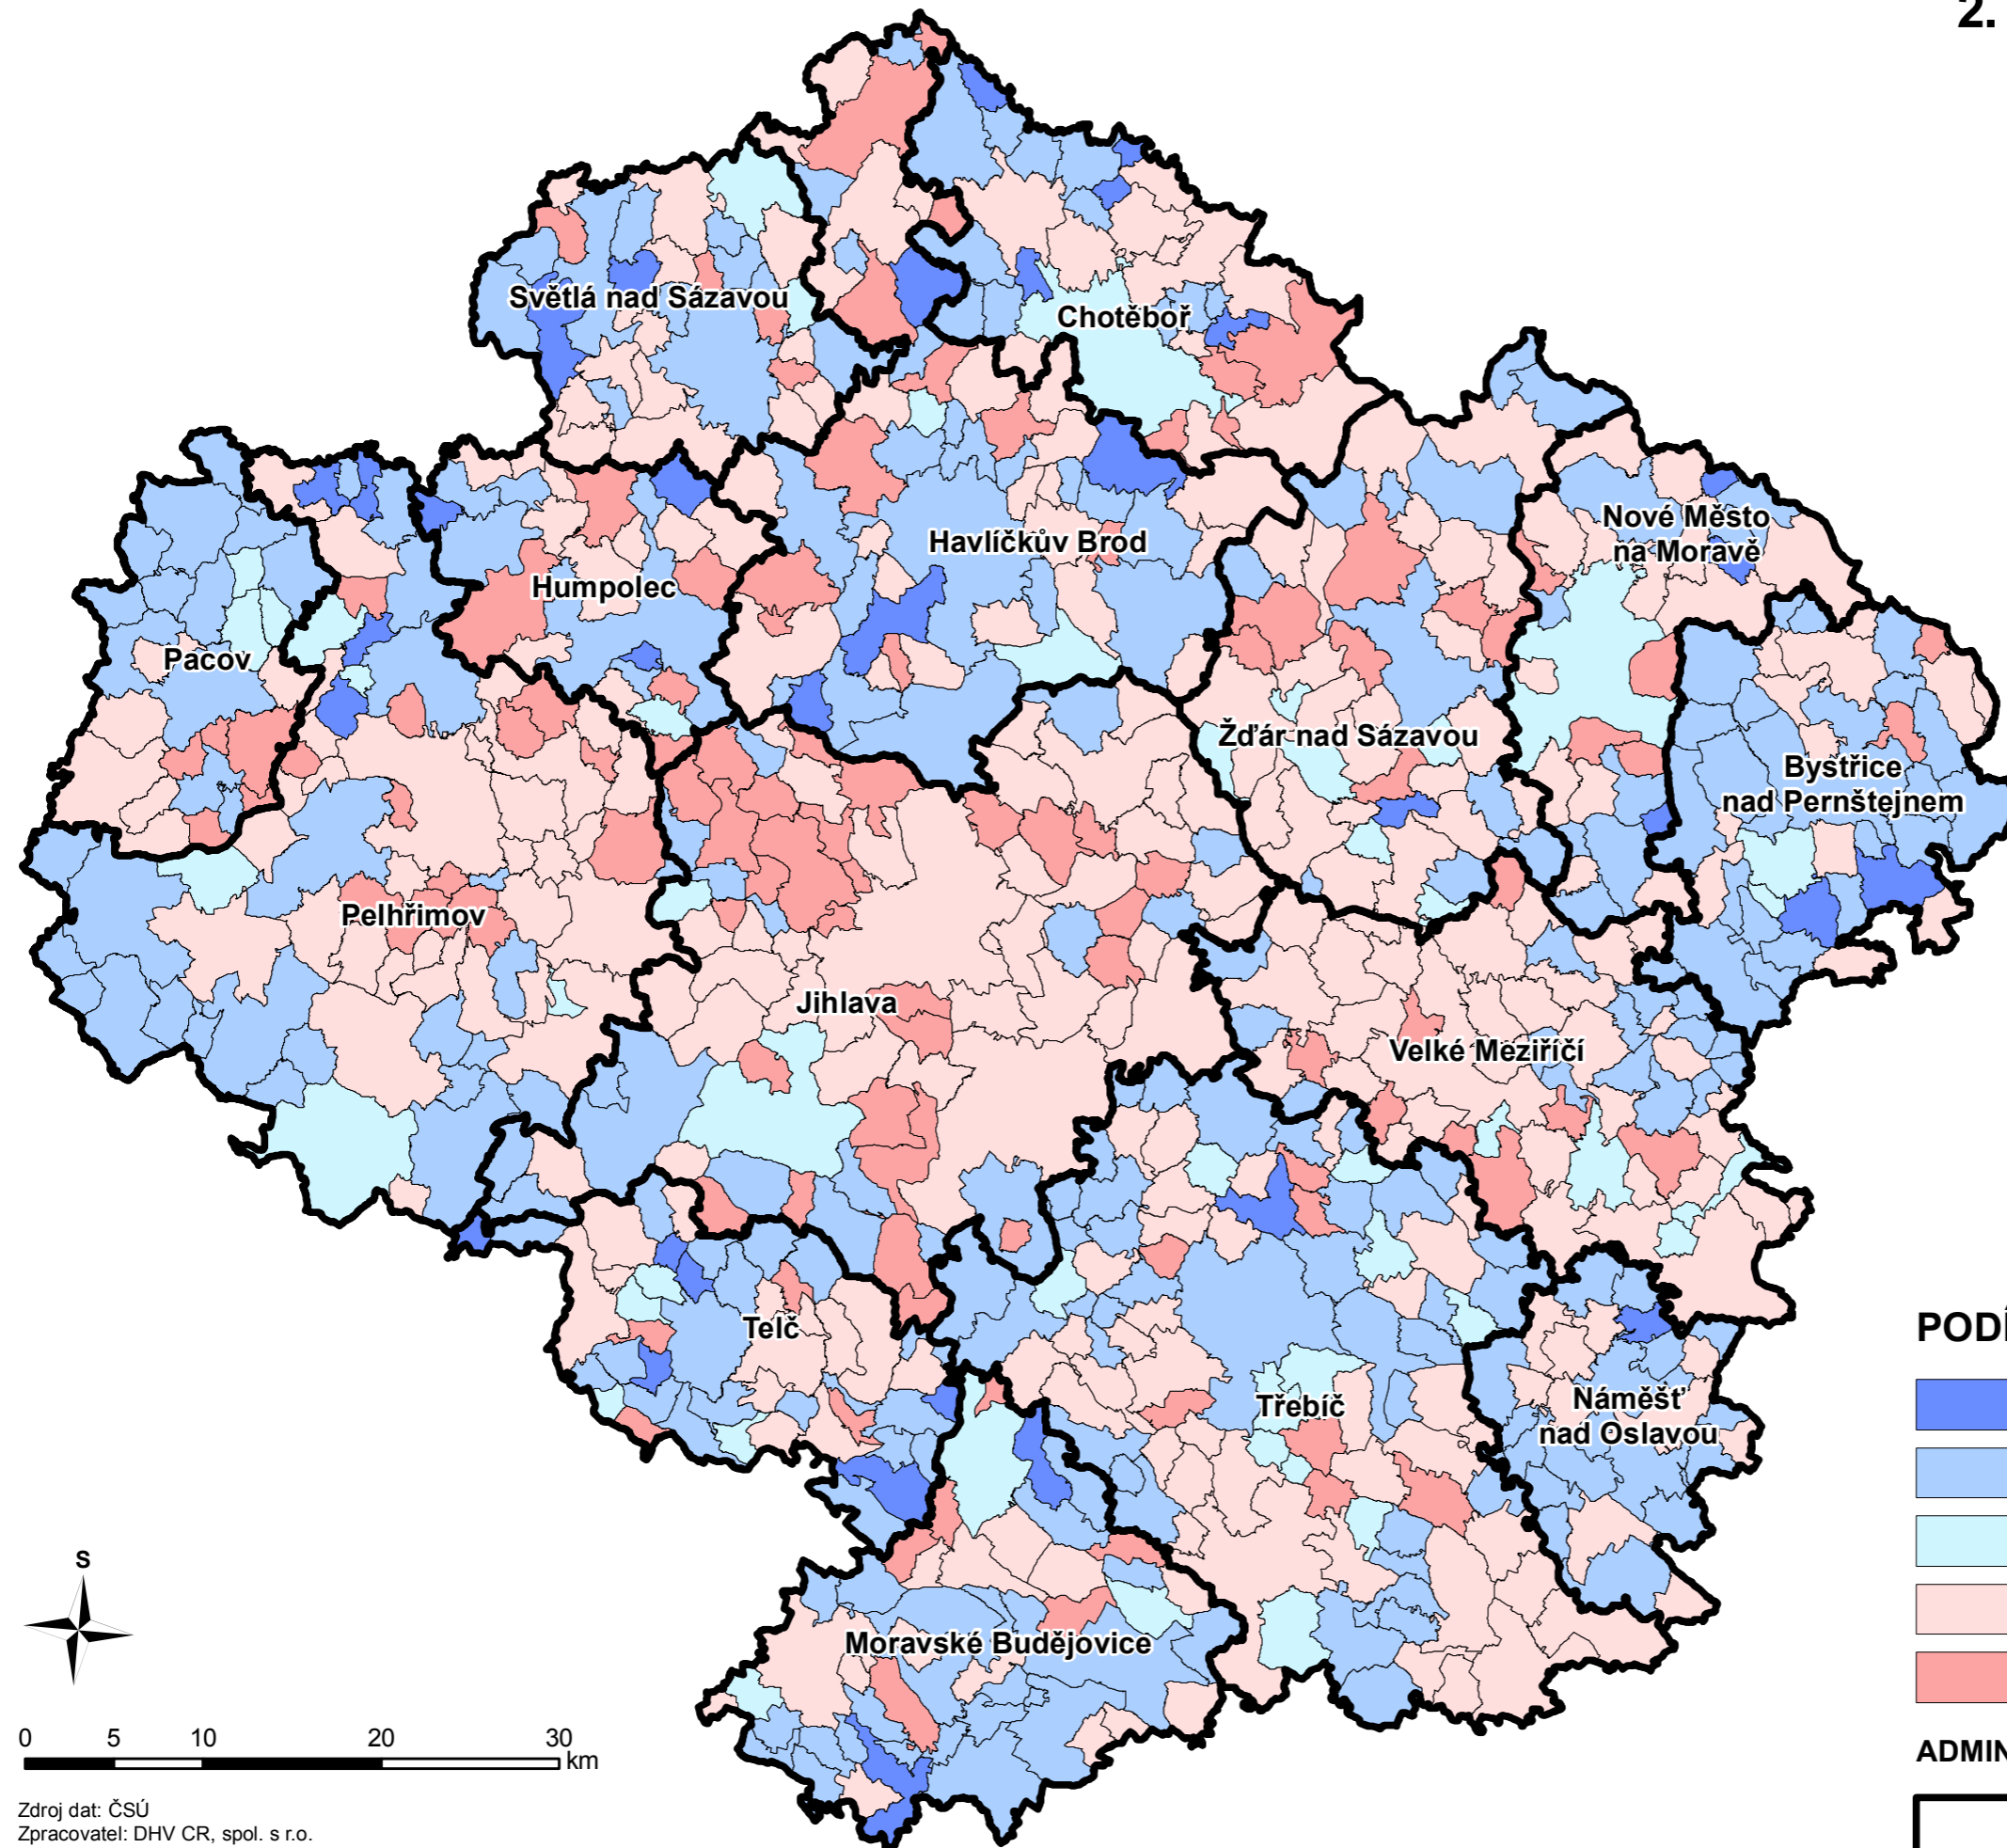 2.
Světlá nad Sázavou
Chotěboř
Havlíčkův Brod
Nové Město
na Moravě
Humpolec
Pacov
Žďár nad Sázavou
Bystřice
nad Pernštejnem
Pelhřimov
Jihlava
Velké Meziříčí
Telč
Třebíč
Náměšť
nad Oslavou
Moravské Budějovice
PODÍ
ADMIN
S
0 5 10 20 30
km
Zdroj dat: ČSÚ
Zpracovatel: DHV CR, spol. s r.o.